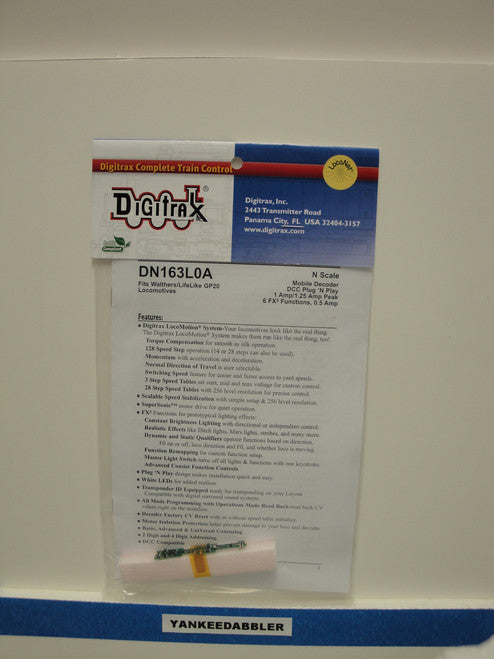 Digitrax Complete Train Control
LocoNet
DIGITRAX®
Digitrax, Inc.
2443 Transmitter Road
Panama City, FL USA 32404-3157
www.digitrax.com
RoHS
Compliant
DN163L0A
N Scale
Fits Walthers/LifeLike GP20
Locomotives
Mobile Decoder
DCC Plug 'N Play
1 Amp/1.25 Amp Peak
6 FX³ Functions, 0.5 Amp
Features:
Digitrax LocoMotion® System-Your locomotives look like the real thing.
The Digitrax LocoMotion® System makes them run like the real thing, too!
Torque Compensation for smooth as silk operation.
128 Speed Step operation (14 or 28 steps can also be used).
Momentum with acceleration and deceleration.
Normal Direction of Travel is user selectable.
Switching Speed feature for easier and faster access to yard speeds.
3 Step Speed Tables set start, mid and max voltage for custom control.
28 Step Speed Tables with 256 level resolution for precise control.
Scalable Speed Stabilization with simple setup & 256 level resolution.
SuperSonic™ motor drive for quiet operation.
FX³ Functions for prototypical lighting effects:
Constant Brightness Lighting with directional or independent control.
Realistic Effects like Ditch lights, Mars lights, strobes, and many more.
Dynamic and Static Qualifiers operate functions based on direction,
F0 on or off, loco direction and F0, and whether loco is moving.
Function Remapping for custom function setup.
Master Light Switch turns off all lights & functions with one keystroke.
Advanced Consist Function Controls
Plug 'N Play design makes installation quick and easy.
White LEDs for added realism.
Transponder ID Equipped ready for transponding on your Layout
Compatible with digital surround sound systems.
All Mode Programming with Operations Mode Read Back-read back CV
values right on the mainline.
Decoder Factory CV Reset with or without speed table initialize.
Motor Isolation Protection helps prevent damage to your loco and decoder
Basic, Advanced & Universal Consisting
2 Digit and 4 Digit Addressing
DCC Compatible
YANKEEDABBLER